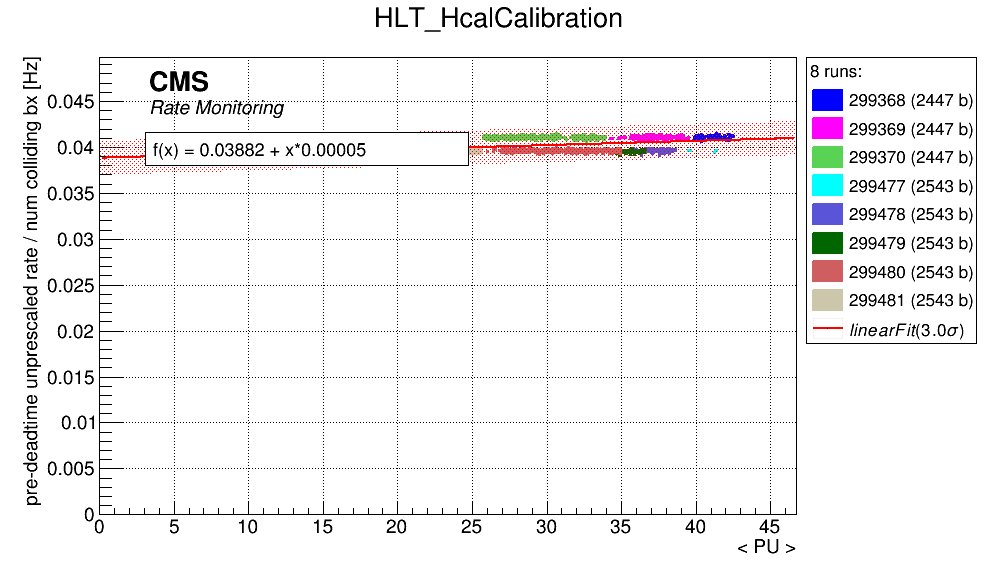 HLT_HcalCalibration
pre-deadtime unprescaled rate / num colliding bx [Hz]
CMS
Rate Monitoring
f(x) = 0.03882 + x*0.00005
0.045
0.04
0.035
0.03
0.025
0.02
0.015
0.01
0.005
0
0 5 10 15 20 25 30 35 40 45
< PU >
8 runs:
299368 (2447 b)
299369 (2447 b)
299370 (2447 b)
299477 (2543 b)
299478 (2543 b)
299479 (2543 b)
299480 (2543 b)
299481 (2543 b)
linearFit(3.0σ)